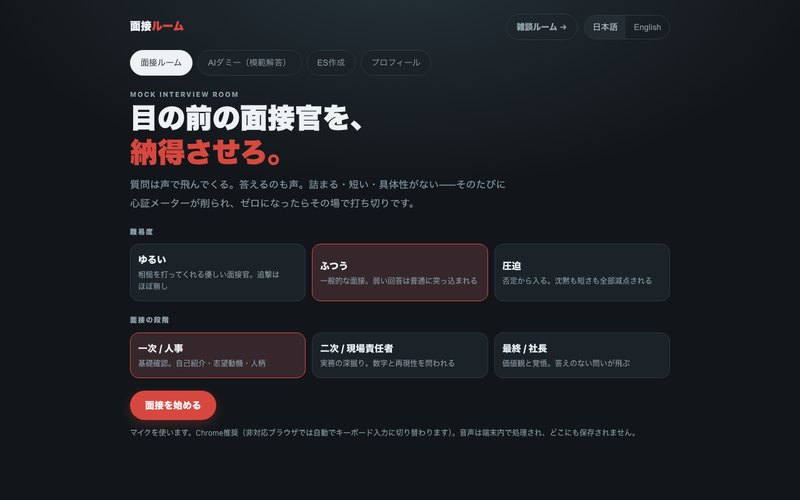 面接ルーム
雑談ルーム →
日本語
English
面接ルーム
AIダミー（模範解答）
ES作成
プロフィール
MOCK INTERVIEW ROOM
目の前の面接官を、
納得させろ。
質問は声で飛んでくる。答えるのも声。詰まる・短い・具体性がない——そのたびに
心証メーターが削られ、ゼロになったらその場で打ち切りです。
難易度
ゆるい
相槌を打ってくれる優しい面接官。追撃は
ほぼ無し
ふつう
一般的な面接。弱い回答は普通に突っ込まれる
圧迫
否定から入る。沈黙も短さも全部減点される
面接の段階
一次 / 人事
基礎確認。自己紹介・志望動機・人柄
二次 / 現場責任者
実務の深掘り。数字と再現性を問われる
最終 / 社長
価値観と覚悟。答えのない問いが飛ぶ
面接を始める
マイクを使います。Chrome推奨（非対応ブラウザでは自動でキーボード入力に切り替わります）。音声は端末内で処理され、どこにも保存されません。